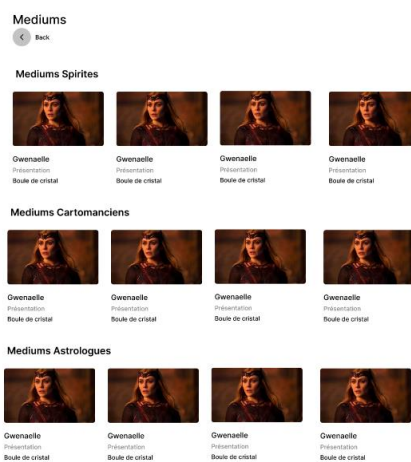 Mediums
Back
Mediums Spirites
Gwenaelle Gwenaelle Gwenaelle Gwenaelle
Présentation Présentation Présentation Présentation
Boule de cristal Boule de cristal Boule de cristal Boule de cristal
Mediums Cartomanciens
Gwenaelle Gwenaelle Gwenaelle Gwenaelle
Présentation Présentation Présentation Présentation
Boule de cristal Boule de cristal Boule de cristal Boule de cristal
Mediums Astrologues
Gwenaelle Gwenaelle Gwenaelle Gwenaelle
Présentation Présentation Présentation Présentation
Boule de cristal Boule de cristal Boule de cristal Boule de cristal